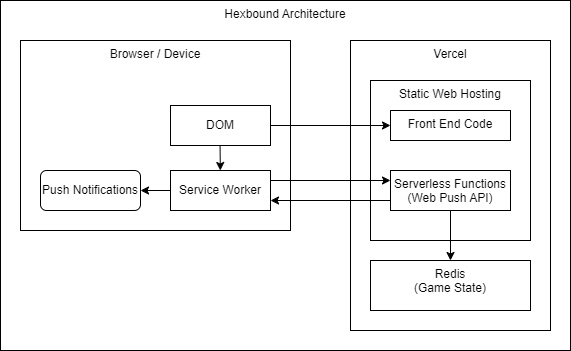 Hexbound Architecture
Browser / Device
DOM
Service Worker
Push Notifications
Vercel
Static Web Hosting
Front End Code
Serverless Functions
(Web Push API)
Redis
(Game State)